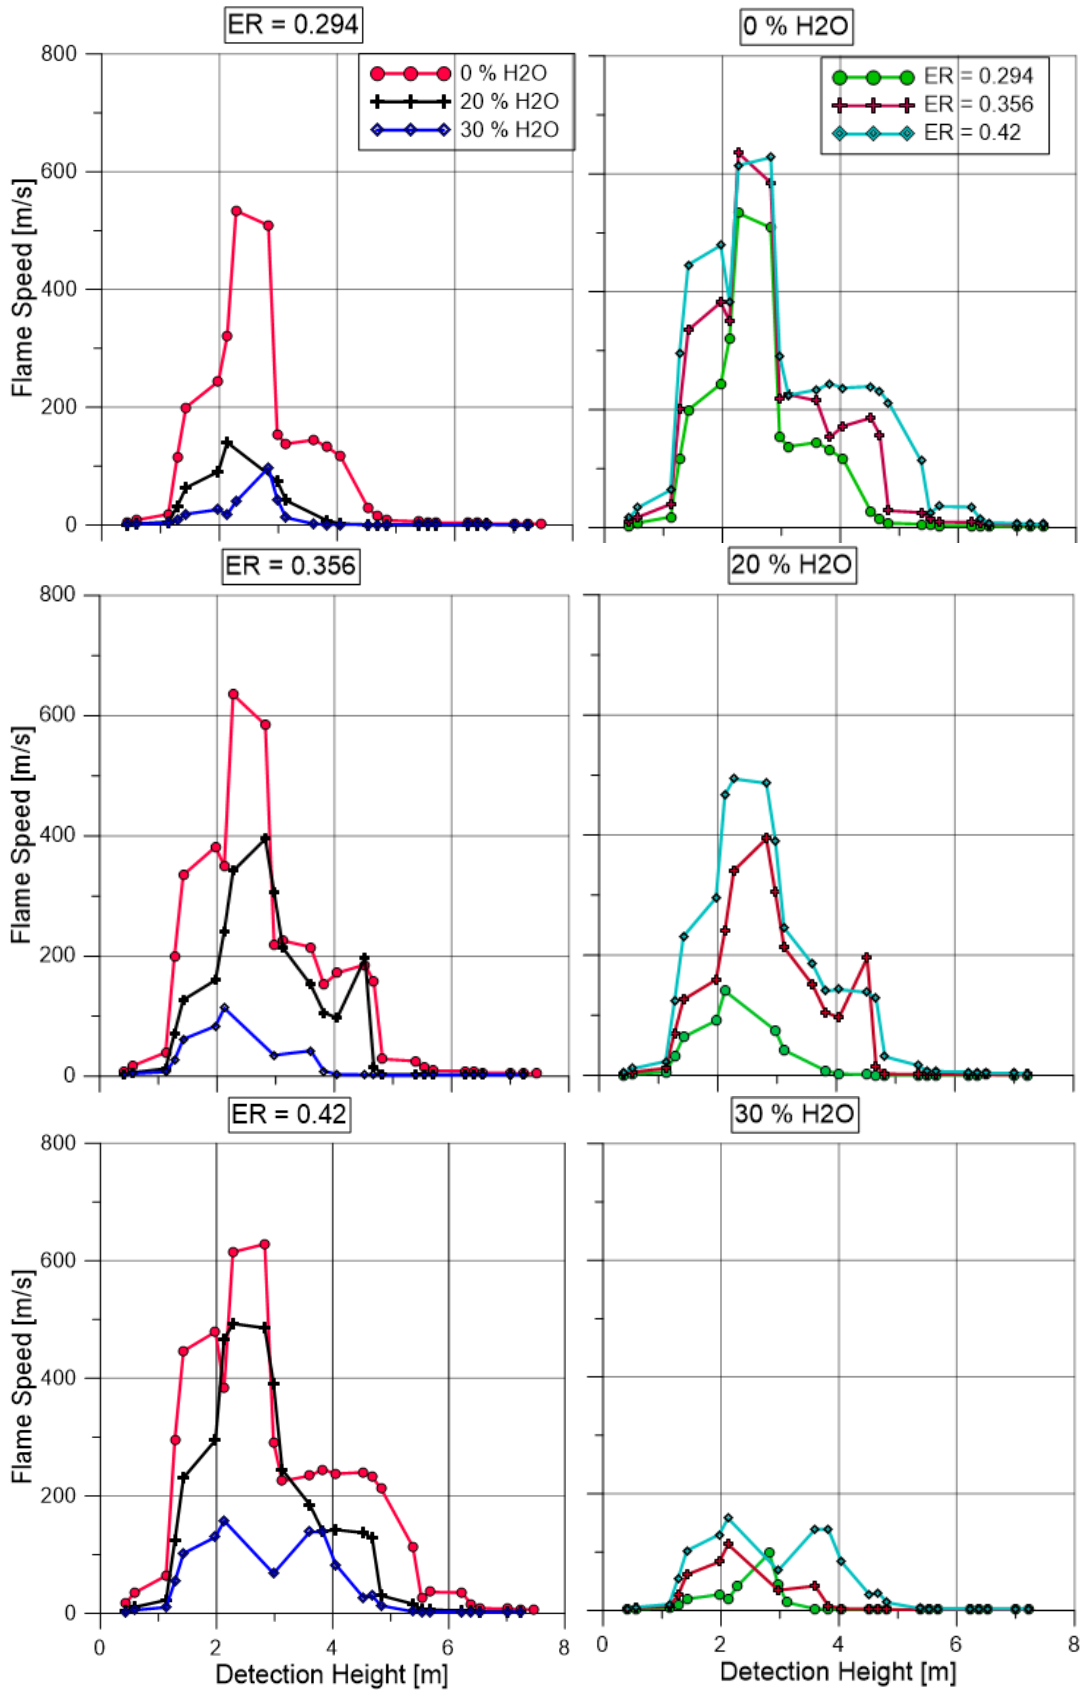 ER = 0.294
800
600
400
200
0
Flame Speed [m/s]
0 % H2O
20 % H2O
30 % H2O
0 % H2O
ER = 0.294
ER = 0.356
ER = 0.42
ER = 0.356
800
600
400
200
0
Flame Speed [m/s]
20 % H2O
ER = 0.42
800
600
400
200
0
Flame Speed [m/s]
0 2 4 6 8
Detection Height [m]
30 % H2O
0 2 4 6 8
Detection Height [m]